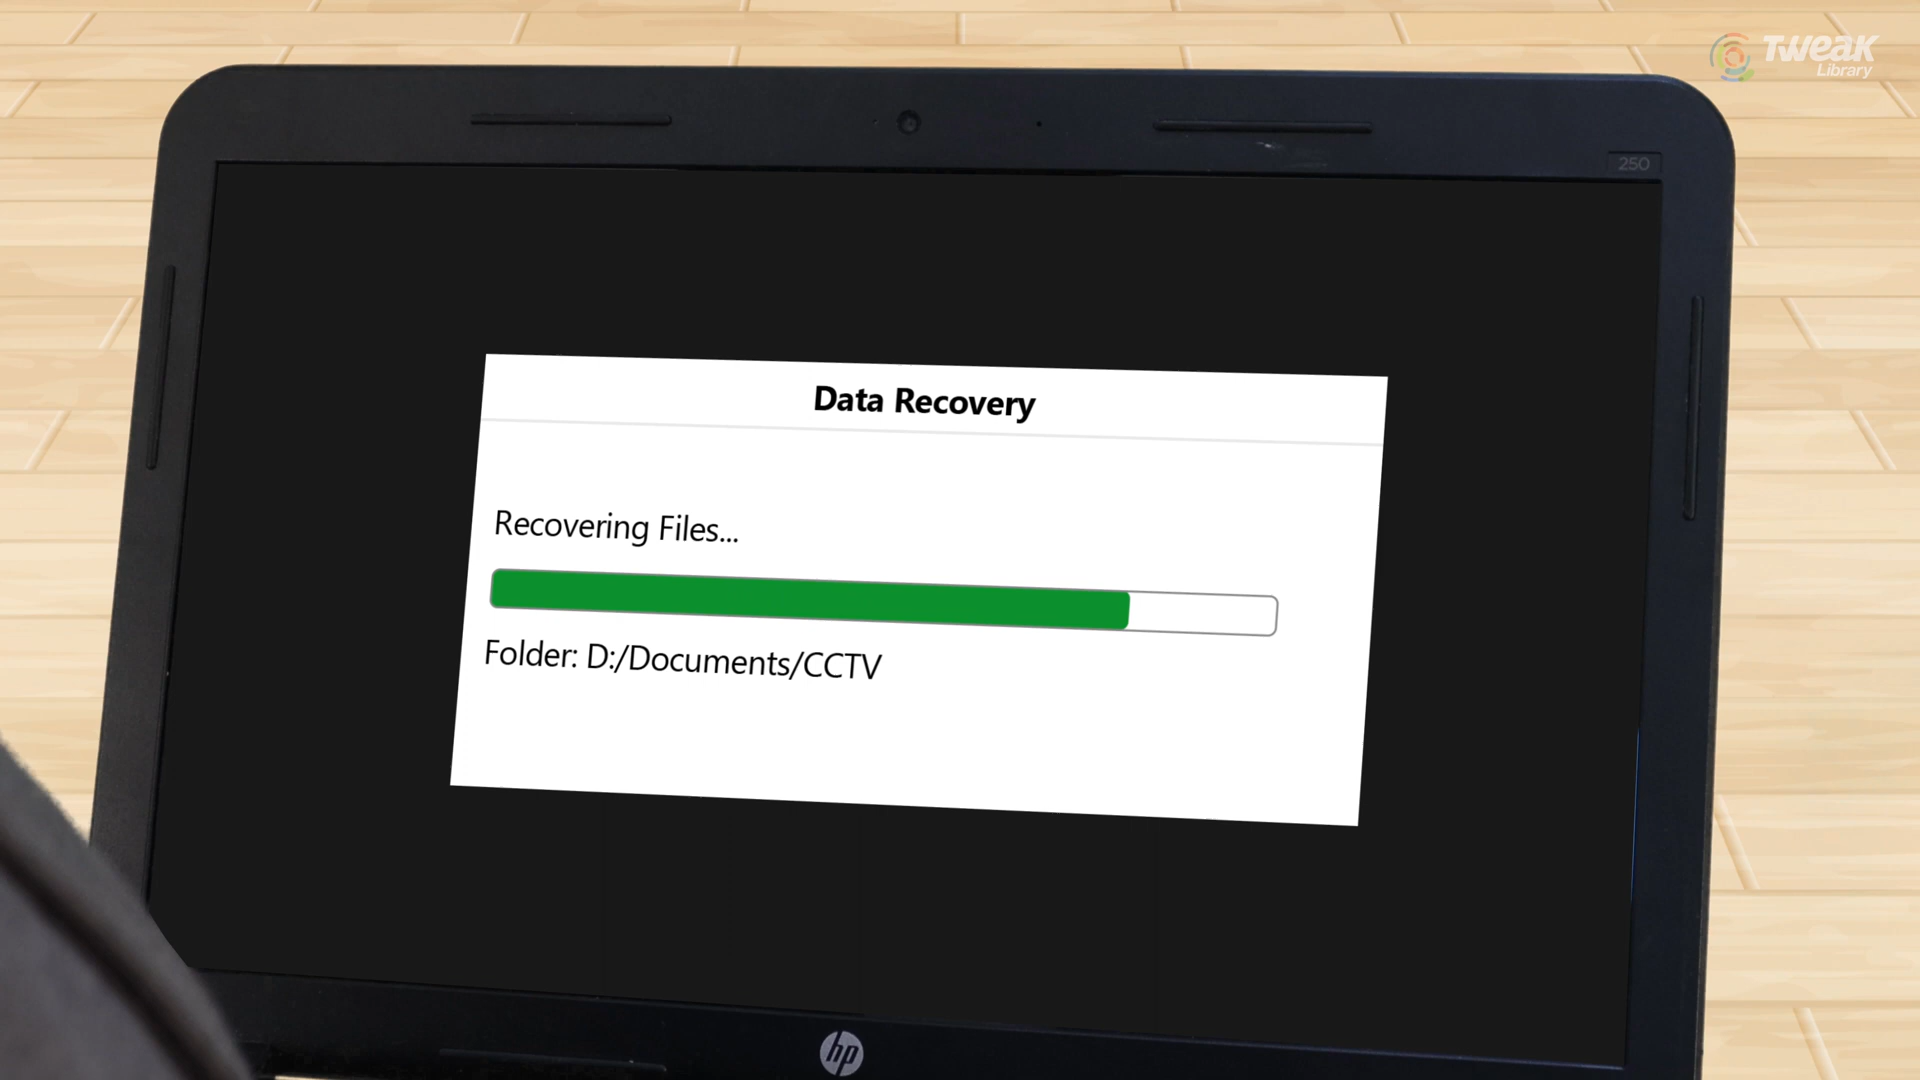 Tweak
Library
250
Data Recovery
Recovering Files...
Folder: D:/Documents/CCTV
hp